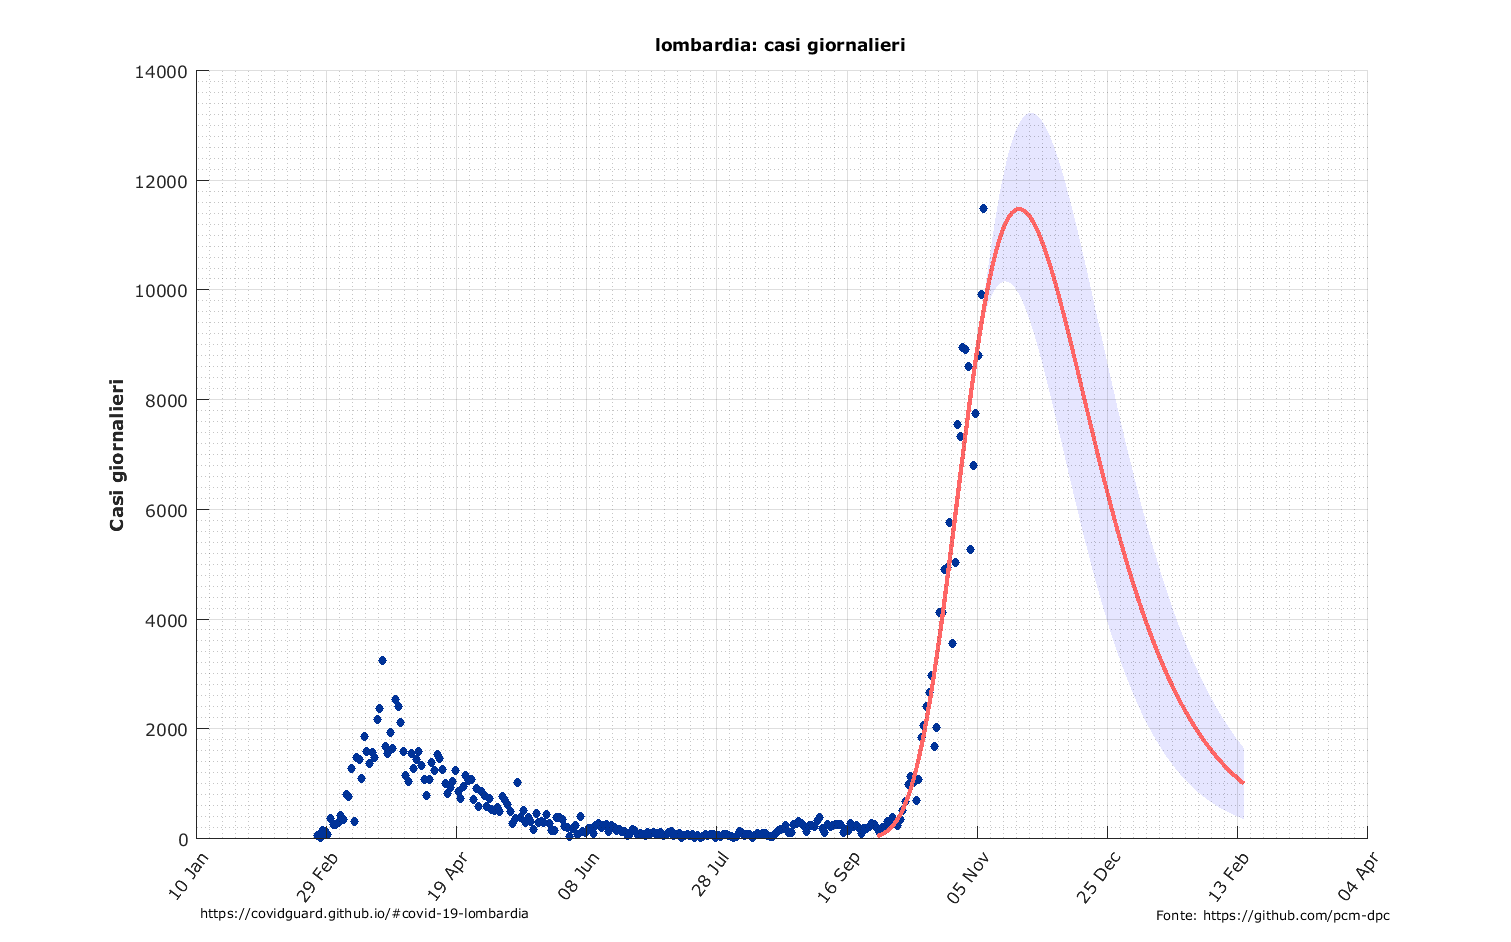 lombardia: casi giornalieri
14000
12000
10000
8000
6000
4000
2000
0
Casi giornalieri
10 Jan
29 Feb
19 Apr
08 Jun
28 Jul
16 Sep
05 Nov
25 Dec
13 Feb
04 Apr
https://covidguard.github.io/#covid-19-lombardia
Fonte: https://github.com/pcm-dpc